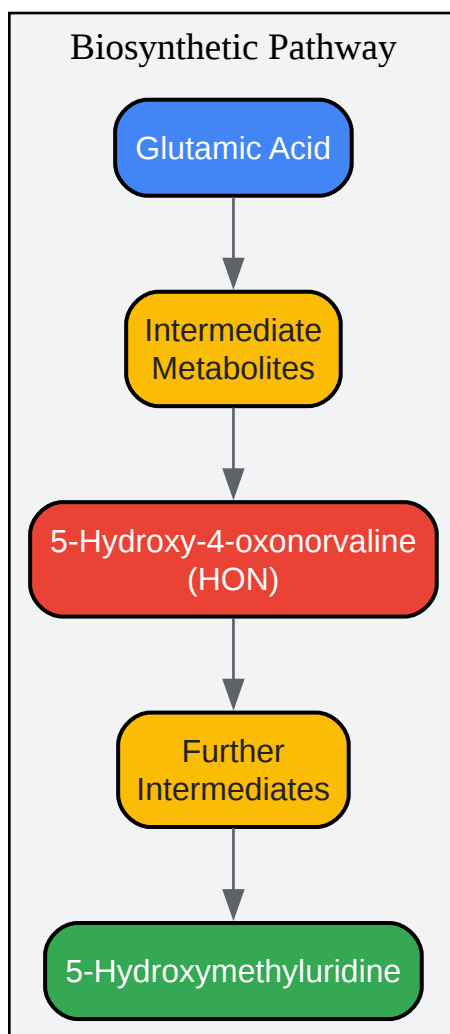 Biosynthetic Pathway
Glutamic Acid
Intermediate
Metabolites
5-Hydroxy-4-oxonorvaline
(HON)
Further
Intermediates
5-Hydroxymethyluridine